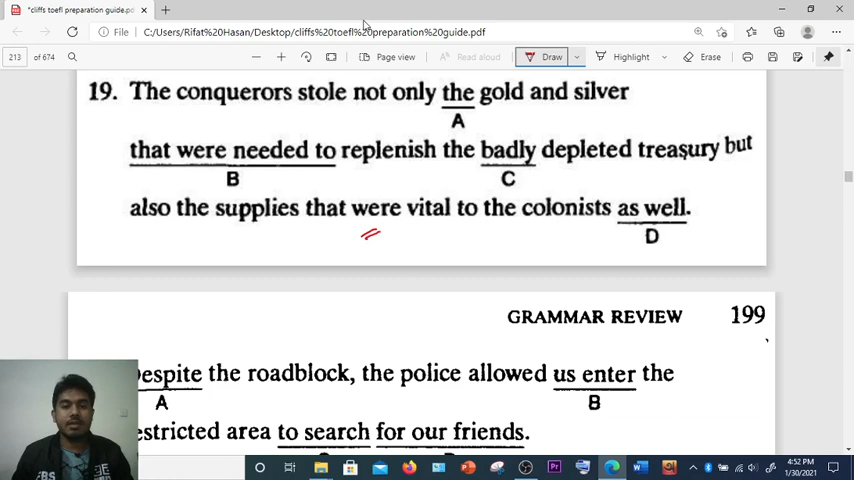 *cliffs toefl preparation guide.pd
File
C:/Users/Rifat%20Hasan/Desktop/cliffs%20toefl%20preparation%20guide.pdf
213 of 674
Page view
Read aloud
Draw
Highlight
Erase
19. The conquerors stole not only the gold and silver
A
that were needed to replenish the badly depleted treasury but
B
C
also the supplies that were vital to the colonists as well.
D
GRAMMAR REVIEW 199
espite the roadblock, the police allowed us enter the
A
B
estricted area to search for our friends.
4:52 PM
1/30/2021